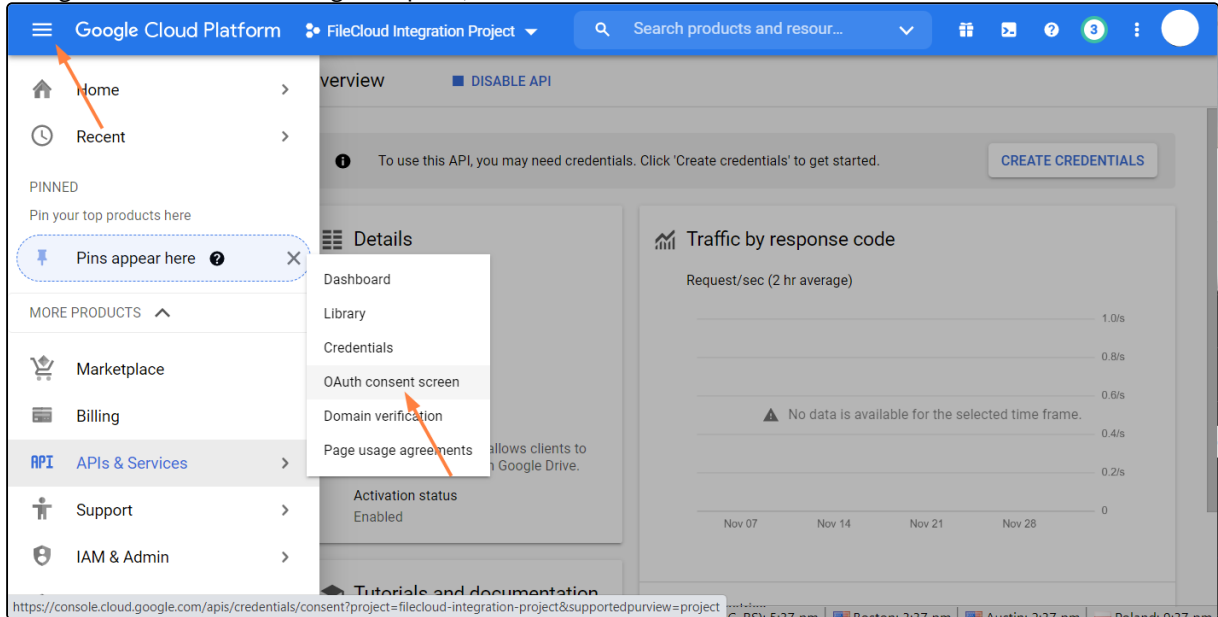 Google Cloud Platform
FileCloud Integration Project
Search products and resour...
3
Home
Recent
PINNED
Pin your top products here
Pins appear here
MORE PRODUCTS
Marketplace
Billing
API APIs & Services
Support
IAM & Admin
verview
DISABLE API
To use this API, you may need credentials. Click 'Create credentials' to get started.
CREATE CREDENTIALS
Details
Dashboard
Library
Credentials
OAuth consent screen
Domain verification
Page usage agreements
allows clients to
Google Drive.
Activation status
Enabled
Tutorials and documentation
Traffic by response code
Request/sec (2 hr average)
1.0/s
0.8/s
0.6/s
No data is available for the selected time frame.
0.4/s
0.2/s
0
Nov 07 Nov 14 Nov 21 Nov 28
https://console.cloud.google.com/apis/credentials/consent?project=filecloud-integration-project&supportedpurview=project